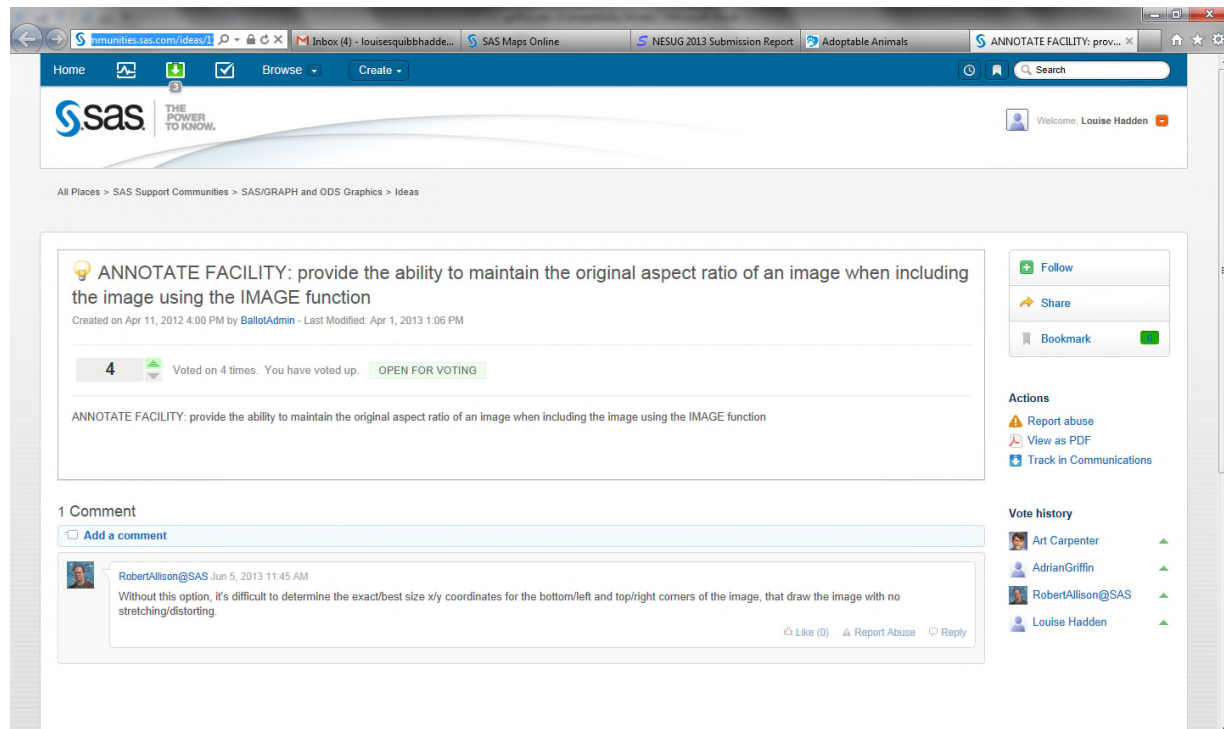 nmunities.sas.com/ideas/1
Inbox (4) - louisesquibbhadde...
SAS Maps Online
NESUG 2013 Submission Report
Adoptable Animals
ANNOTATE FACILITY: prov...
Home
Browse
Create
Search
3
sas
THE
POWER
TO KNOW.
Welcome, Louise Hadden
All Places > SAS Support Communities > SAS/GRAPH and ODS Graphics > Ideas
ANNOTATE FACILITY: provide the ability to maintain the original aspect ratio of an image when including
the image using the IMAGE function
Created on Apr 11, 2012 4:00 PM by BallotAdmin - Last Modified: Apr 1, 2013 1:06 PM
4 Voted on 4 times. You have voted up. OPEN FOR VOTING
ANNOTATE FACILITY: provide the ability to maintain the original aspect ratio of an image when including the image using the IMAGE function
Follow
Share
Bookmark 0
Actions
Report abuse
View as PDF
Track in Communications
1 Comment
Add a comment
RobertAllison@SAS Jun 5, 2013 11:45 AM
Without this option, it's difficult to determine the exact/best size x/y coordinates for the bottom/left and top/right corners of the image, that draw the image with no
stretching/distorting.
Like (0) Report Abuse Reply
Vote history
Art Carpenter
AdrianGriffin
RobertAllison@SAS
Louise Hadden